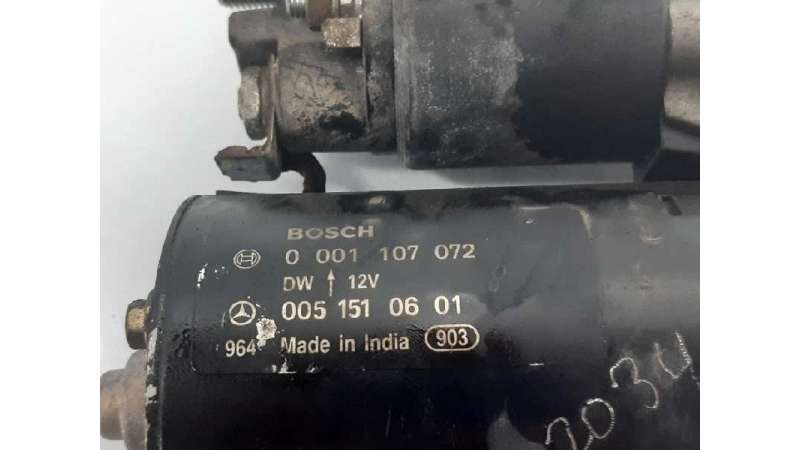 BOSCH
0 001 107 072
DW ↑ 12V
005 151 06 01
964 Made in India 903